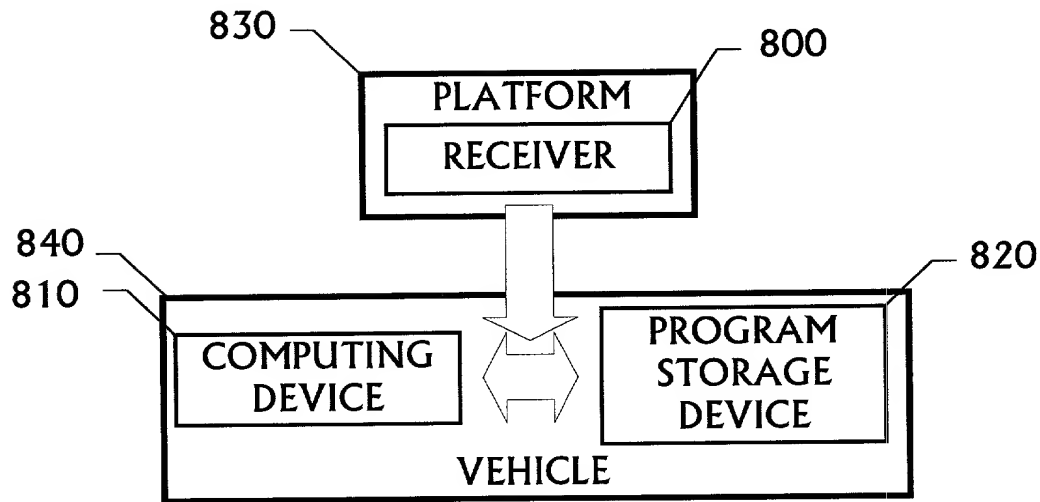 830
800
PLATFORM
RECEIVER
840
820
810
COMPUTING
DEVICE
PROGRAM
STORAGE
DEVICE
VEHICLE